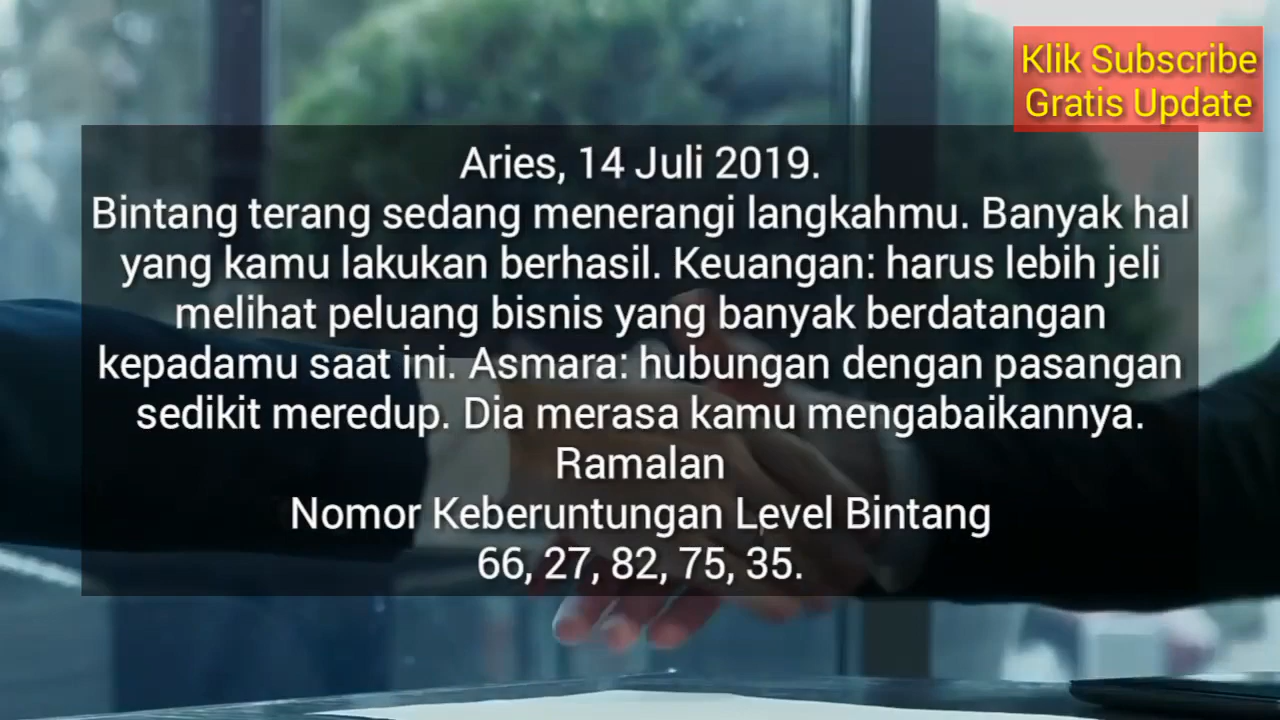 Klik Subscribe
Gratis Update
Aries, 14 Juli 2019.
Bintang terang sedang menerangi langkahmu. Banyak hal
yang kamu lakukan berhasil. Keuangan: harus lebih jeli
melihat peluang bisnis yang banyak berdatangan
kepadamu saat ini. Asmara: hubungan dengan pasangan
sedikit meredup. Dia merasa kamu mengabaikannya.
Ramalan
Nomor Keberuntungan Level Bintang
66, 27, 82, 75, 35.